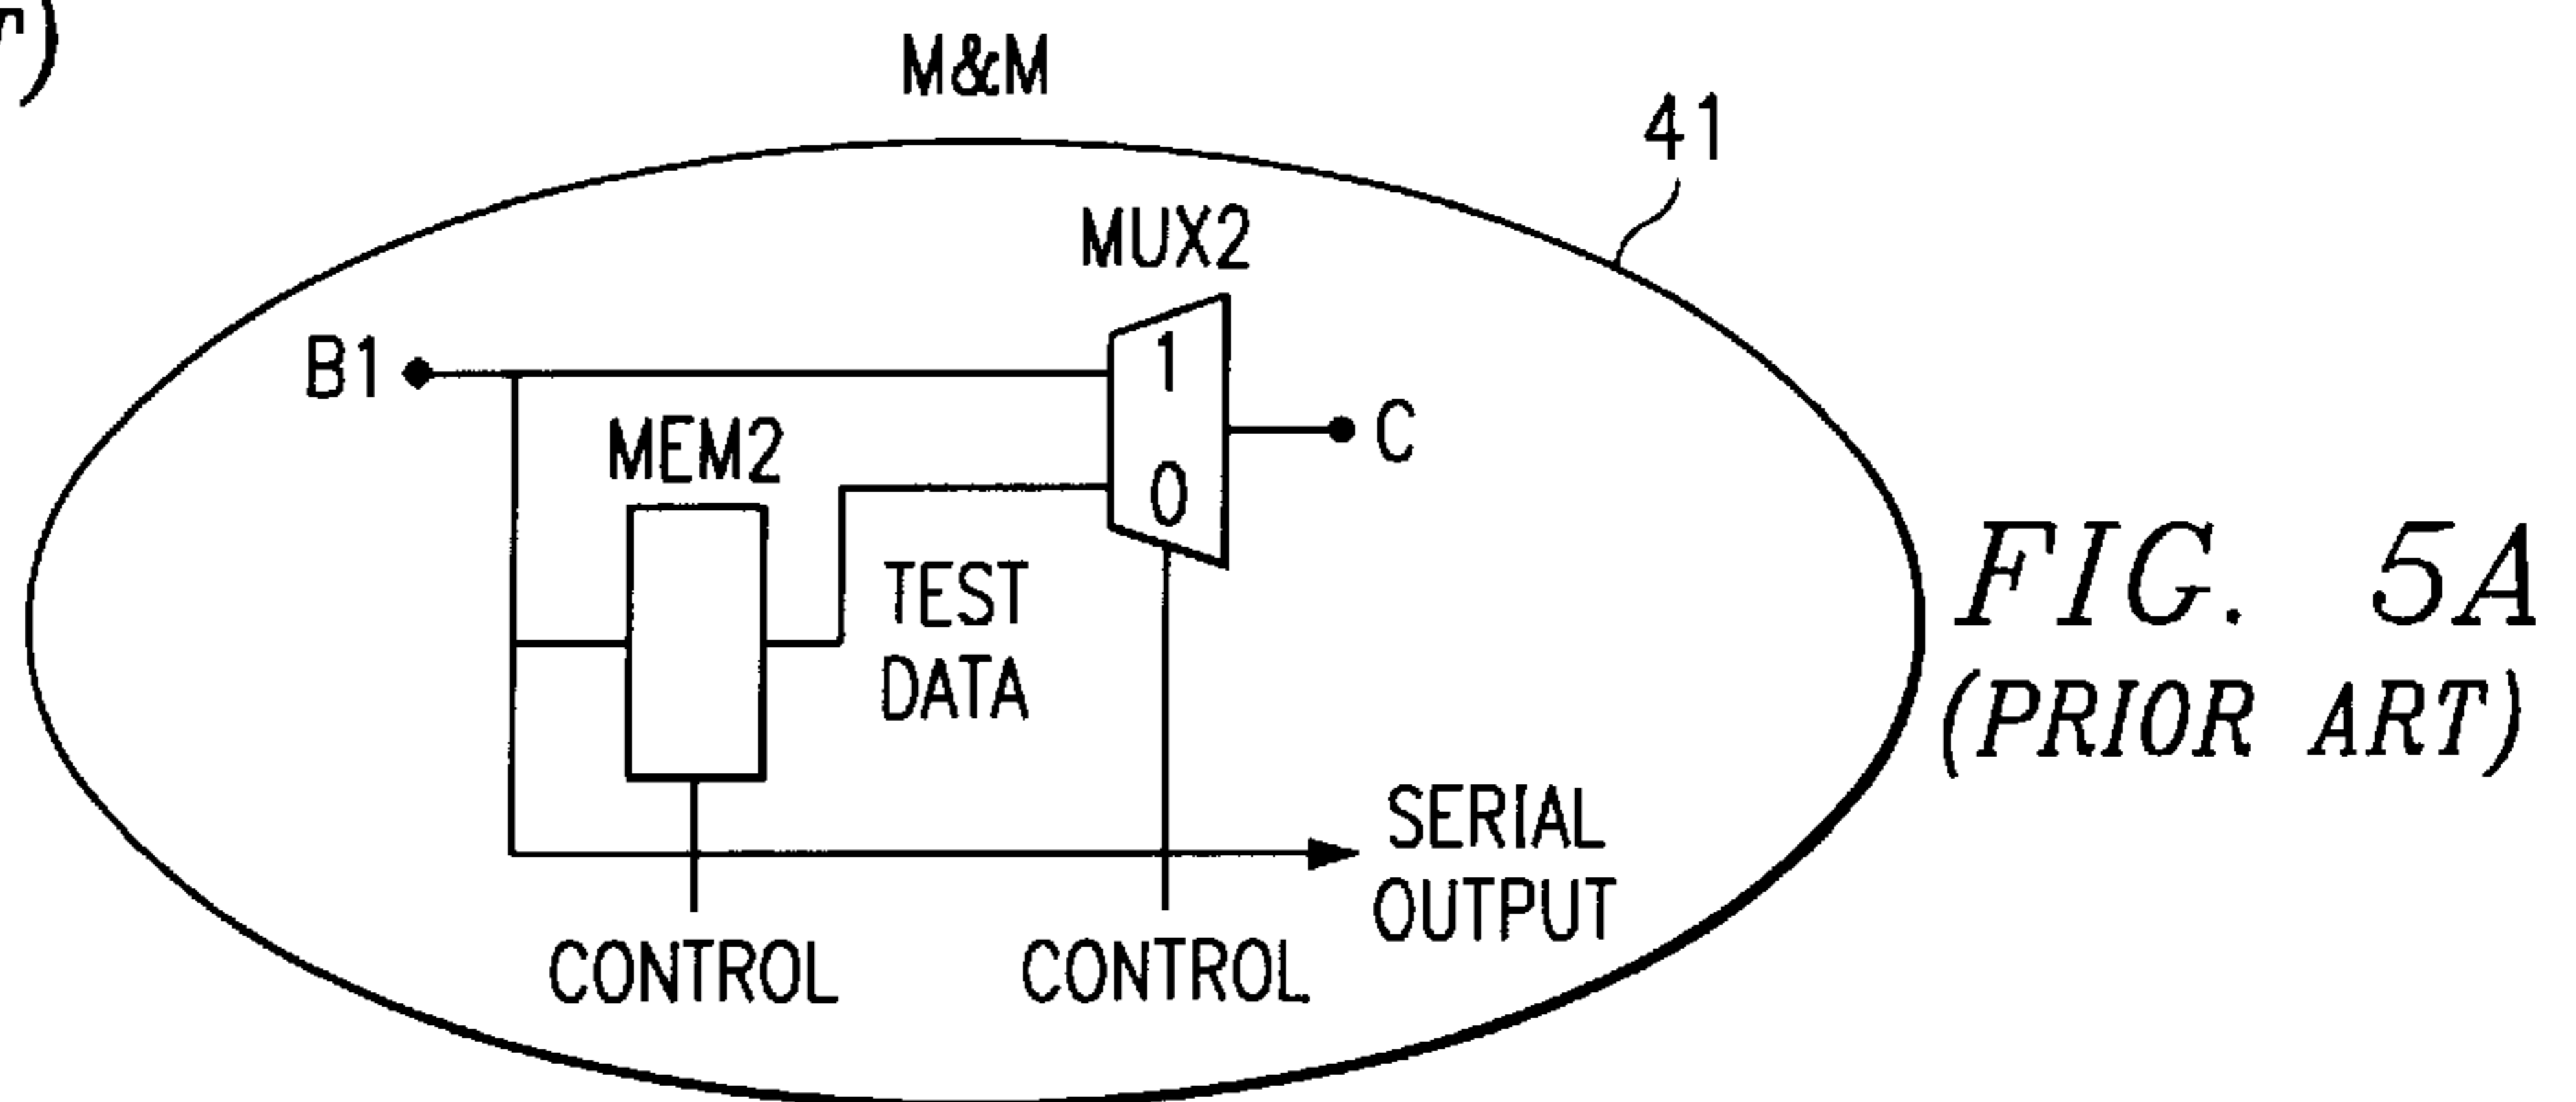 M&M
41
MUX2
1
B1
C
MEM2
0
TEST
DATA
FIG. 5A
(PRIOR ART)
SERIAL
OUTPUT
CONTROL
CONTROL